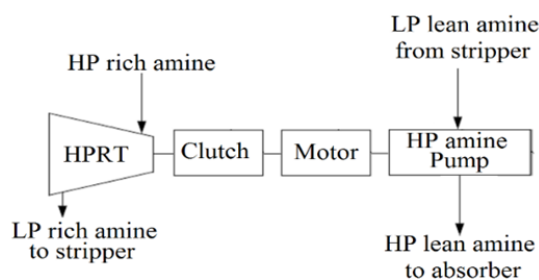 LP lean amine
from stripper
HP rich amine
HPRT
Clutch
Motor
HP amine
Pump
LP rich amine
to stripper
HP lean amine
to absorber